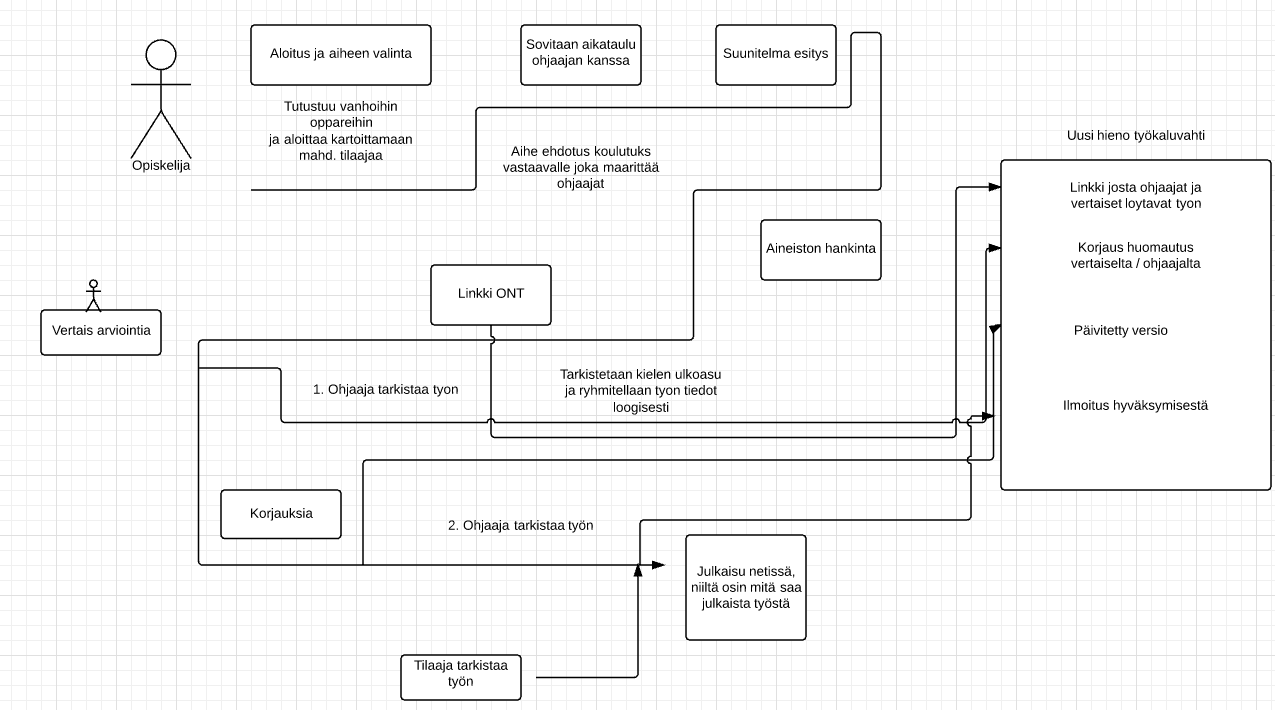 Opiskelija
Aloitus ja aiheen valinta
Tutustuu vanhoihin
oppareihin
ja aloittaa kartoittamaan
mahd. tilaajaa
Sovitaan aikataulu
ohjaajan kanssa
Suunitelma esitys
Aihe ehdotus koulutuks
vastaavalle joka maarittää
ohjaajat
Aineiston hankinta
Linkki ONT
Vertais arviointia
1. Ohjaaja tarkistaa tyon
Tarkistetaan kielen ulkoasu
ja ryhmitellaan tyon tiedot
loogisesti
Korjauksia
2. Ohjaaja tarkistaa työn
Julkaisu netissä,
niiltä osin mitä saa
julkaista työstä
Tilaaja tarkistaa
työn
Uusi hieno työkaluvahti
Linkki josta ohjaajat ja
vertaiset loytavat tyon
Korjaus huomautus
vertaiselta / ohjaajalta
Päivitetty versio
Ilmoitus hyväksymisestä